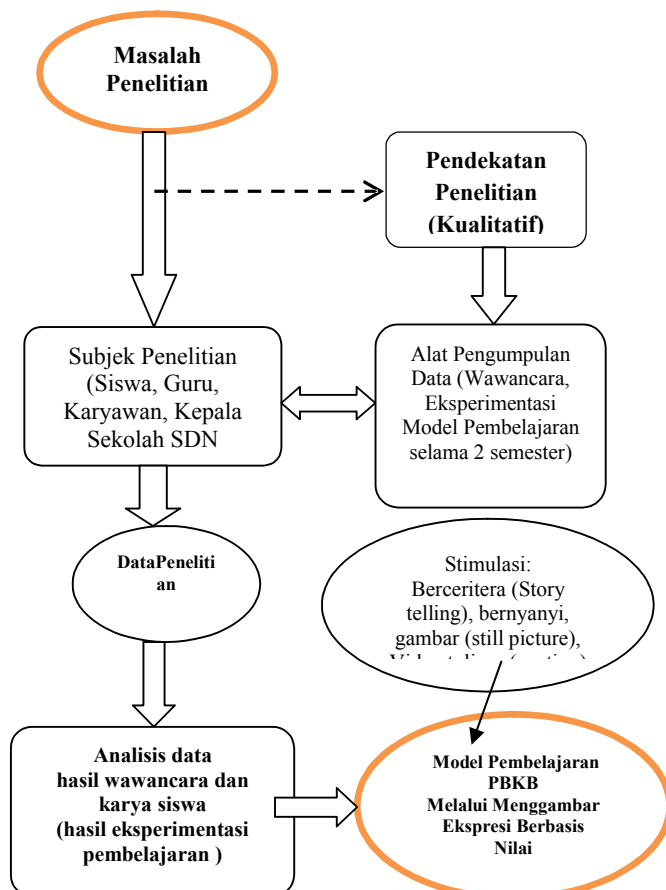 Masalah
Penelitian
Pendekatan
Penelitian
(Kualitatif)
Subjek Penelitian
(Siswa, Guru,
Karyawan, Kepala
Sekolah SDN
Alat Pengumpulan
Data (Wawancara,
Eksperimentasi
Model Pembelajaran
selama 2 semester)
DataPeneliti
an
Stimulasi:
Berceritera (Story
telling), bernyanyi,
gambar (still picture),
Analisis data
hasil wawancara dan
karya siswa
(hasil eksperimentasi
pembelajaran )
Model Pembelajaran
PBKB
Melalui Menggambar
Ekspresi Berbasis
Nilai